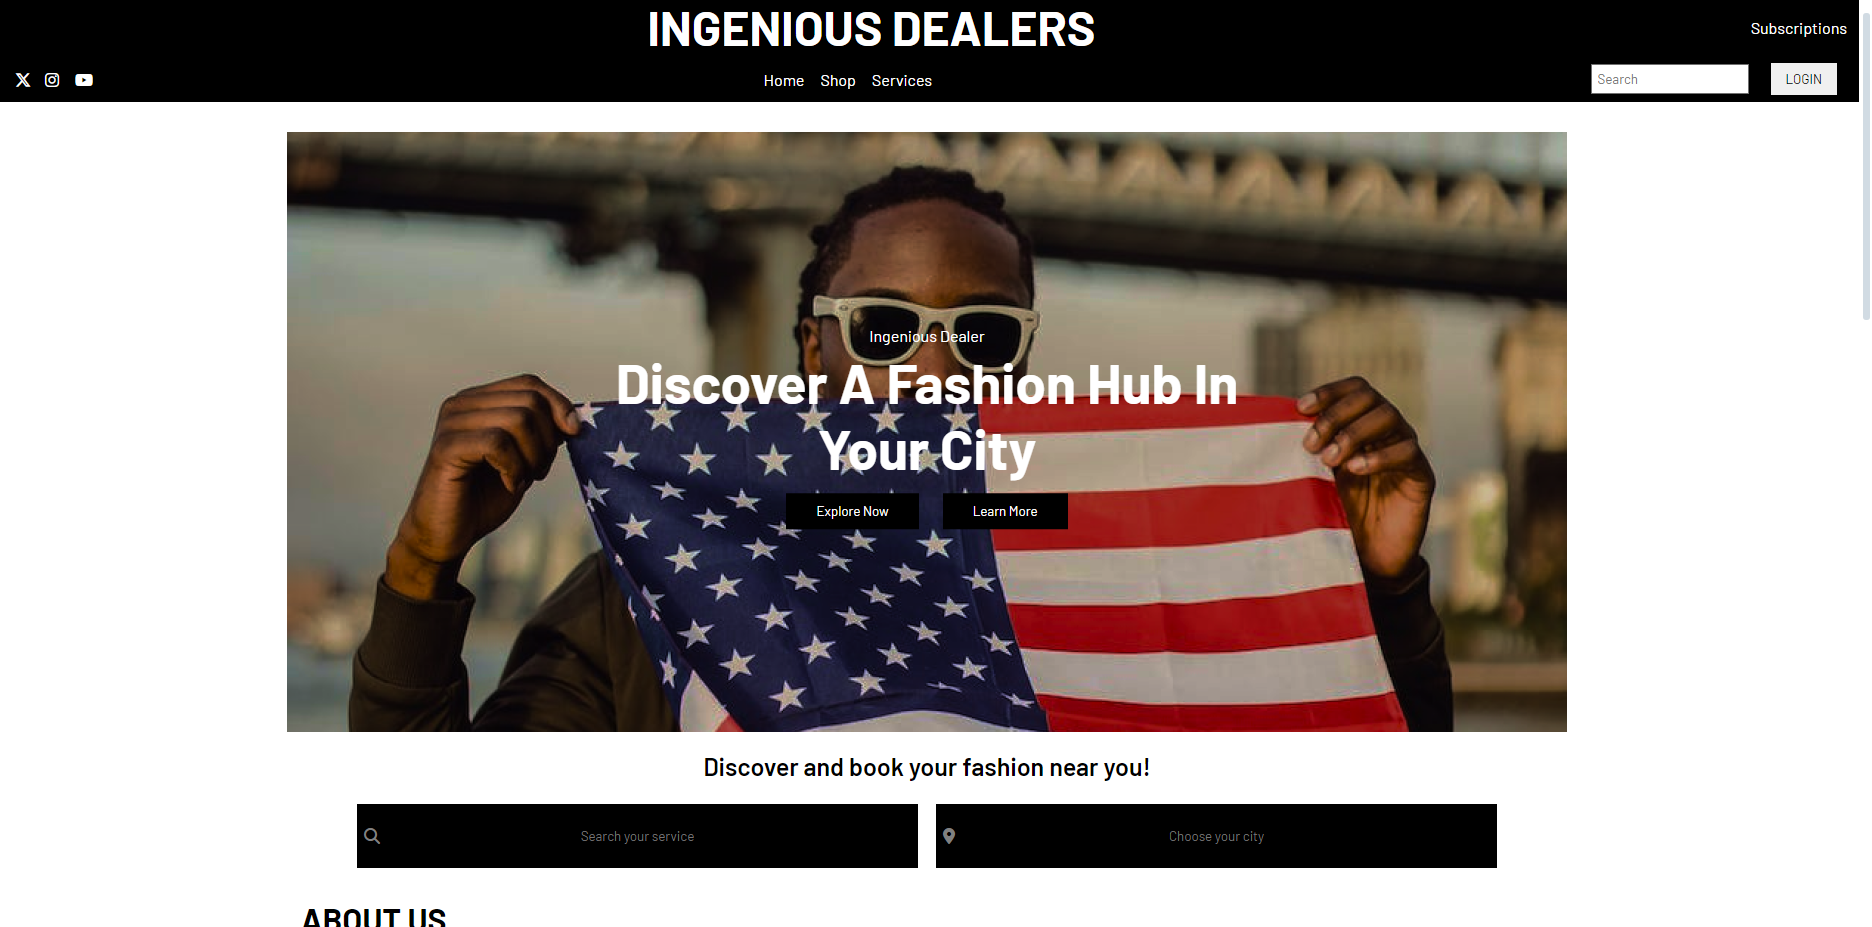 INGENIOUS DEALERS
Subscriptions
Home Shop Services
Search
LOGIN
Ingenious Dealer
Discover A Fashion Hub In
Your City
Explore Now
Learn More
Discover and book your fashion near you!
Search your service
Choose your city
ABOUT US